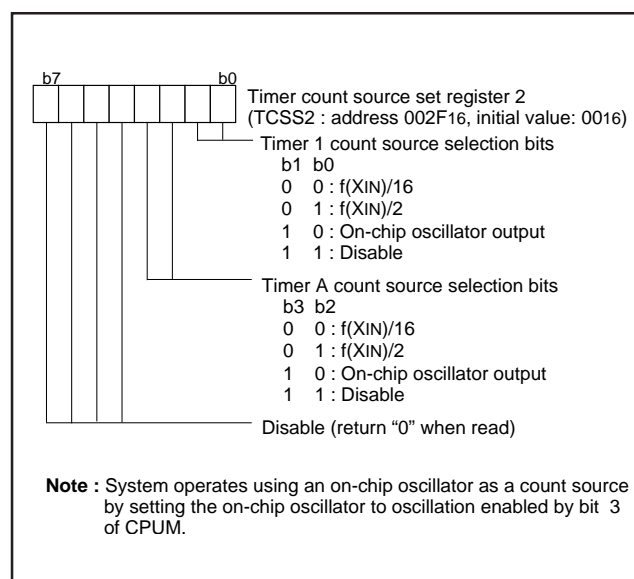 b7 b0
Timer count source set register 2
(TCSS2 : address 002F16, initial value: 0016)
Timer 1 count source selection bits
b1 b0
0 0 : f(XIN)/16
0 1 : f(XIN)/2
1 0 : On-chip oscillator output
1 1 : Disable
Timer A count source selection bits
b3 b2
0 0 : f(XIN)/16
0 1 : f(XIN)/2
1 0 : On-chip oscillator output
1 1 : Disable
Disable (return “0” when read)
Note : System operates using an on-chip oscillator as a count source
by setting the on-chip oscillator to oscillation enabled by bit 3
of CPUM.